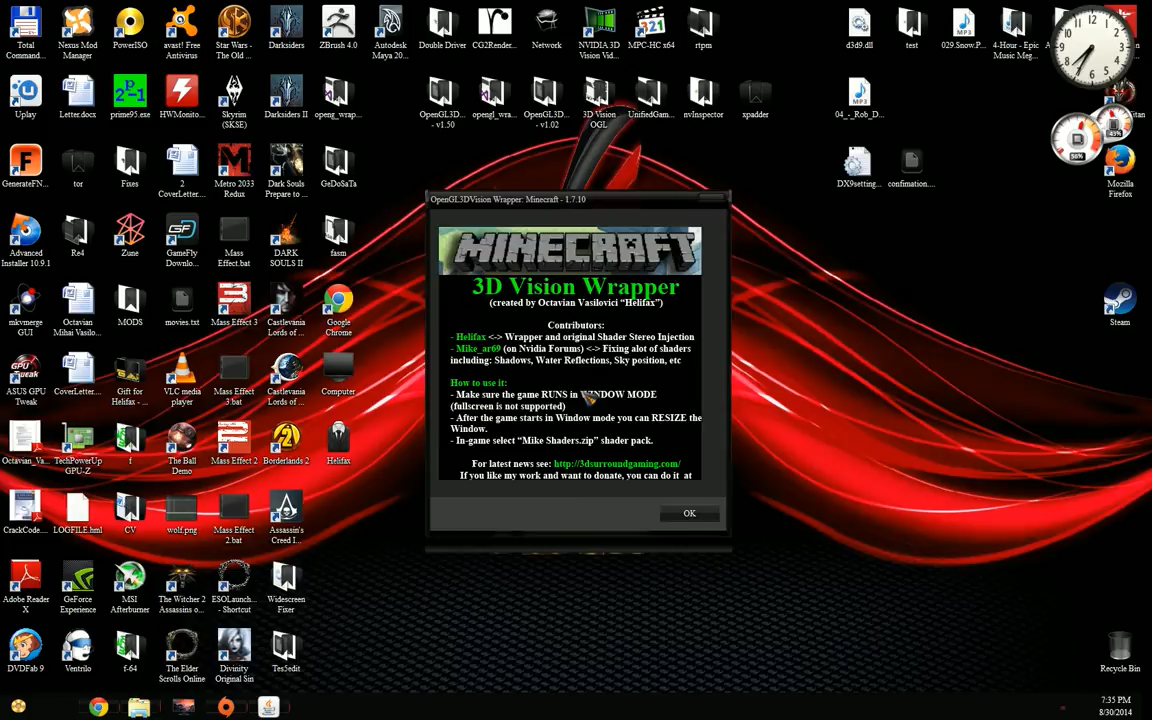 Total Command...
Nexus Mod Manager
PowerISO
avast! Free Antivirus
Star Wars - The Old ...
Darksiders
ZBrush 4.0
Autodesk Maya 20...
Double Driver
CG2Render...
Network
NVIDIA 3D Vision Vid...
MPC-HC x64
rtpm
d3d9.dll
test
029.Snow.P...
4-Hour - Epic Music Meg...
Uplay
Letter.docx
prime95.exe
HWMonito...
Skyrim (SKSE)
Darksiders II
openg_wrap...
OpenGL3D... - v1.50
opengl_wrap...
OpenGL3D... - v1.02
3D Vision OGL
UnifiedGam...
nvInspector
xpadder
04_-_Rob_D...
GenerateFN...
tor
Fixes
2 CoverLetter...
Metro 2033 Redux
Dark Souls Prepare to ...
GeDoSaTa
DX9setting...
confimation....
Mozilla Firefox
Advanced Installer 10.9.1
Re4
Zune
GameFly Downlo...
Mass Effect.bat
DARK SOULS II
fasm
mkvmerge GUI
Octavian Mihai Vasilo...
MODS
movies.txt
Mass Effect 3
Castlevania Lords of ...
Google Chrome
Steam
ASUS GPU Tweak
CoverLetter....
Gift for Helifax - ...
VLC media player
Mass Effect 3.bat
Castlevania Lords of ...
Computer
Octavian_Va...
TechPowerUp GPU-Z
f
The Ball Demo
Mass Effect 2
Borderlands 2
Helifax
CrackCode....
LOGFILE.html
CV
wolf.png
Mass Effect 2.bat
Assassin's Creed I...
Adobe Reader X
GeForce Experience
MSI Afterburner
The Witcher 2 Assassins o...
ESOLaunch... - Shortcut
Widescreen Fixer
DVDFab 9
Ventrilo
f-64
The Elder Scrolls Online
Divinity Original Sin
Tes5edit
Recycle Bin
OpenGL3DVision Wrapper: Minecraft - 1.7.10
MINECRAFT
3D Vision Wrapper
(created by Octavian Vasilovici “Helifax”)
Contributors:
- Helifax <-> Wrapper and original Shader Stereo Injection
- Mike_ar69 (on Nvidia Forums) <-> Fixing alot of shaders
including: Shadows, Water Reflections, Sky position, etc
How to use it:
- Make sure the game RUNS in WINDOW MODE
(fullscreen is not supported)
- After the game starts in Window mode you can RESIZE the
Window.
- In-game select “Mike Shaders.zip” shader pack.
For latest news see: http://3dsurroundgaming.com/
If you like my work and want to donate, you can do it at
OK
7:35 PM
8/30/2014